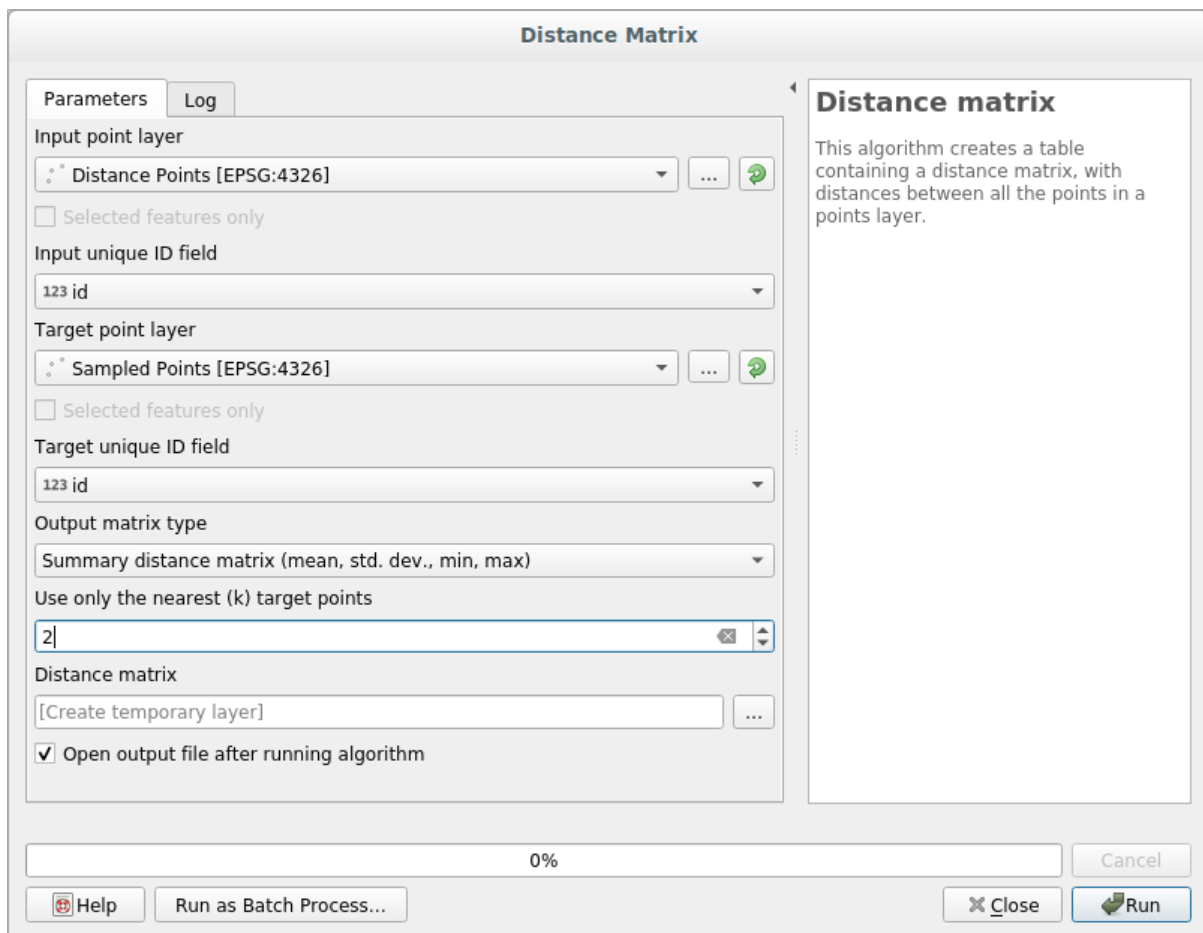 Distance Matrix
Parameters
Log
Input point layer
Distance Points [EPSG:4326]
...
Selected features only
Input unique ID field
123 id
Target point layer
Sampled Points [EPSG:4326]
...
Selected features only
Target unique ID field
123 id
Output matrix type
Summary distance matrix (mean, std. dev., min, max)
Use only the nearest (k) target points
2
Distance matrix
[Create temporary layer]
...
Open output file after running algorithm
Distance matrix
This algorithm creates a table
containing a distance matrix, with
distances between all the points in a
points layer.
0%
Cancel
Help
Run as Batch Process...
Close
Run